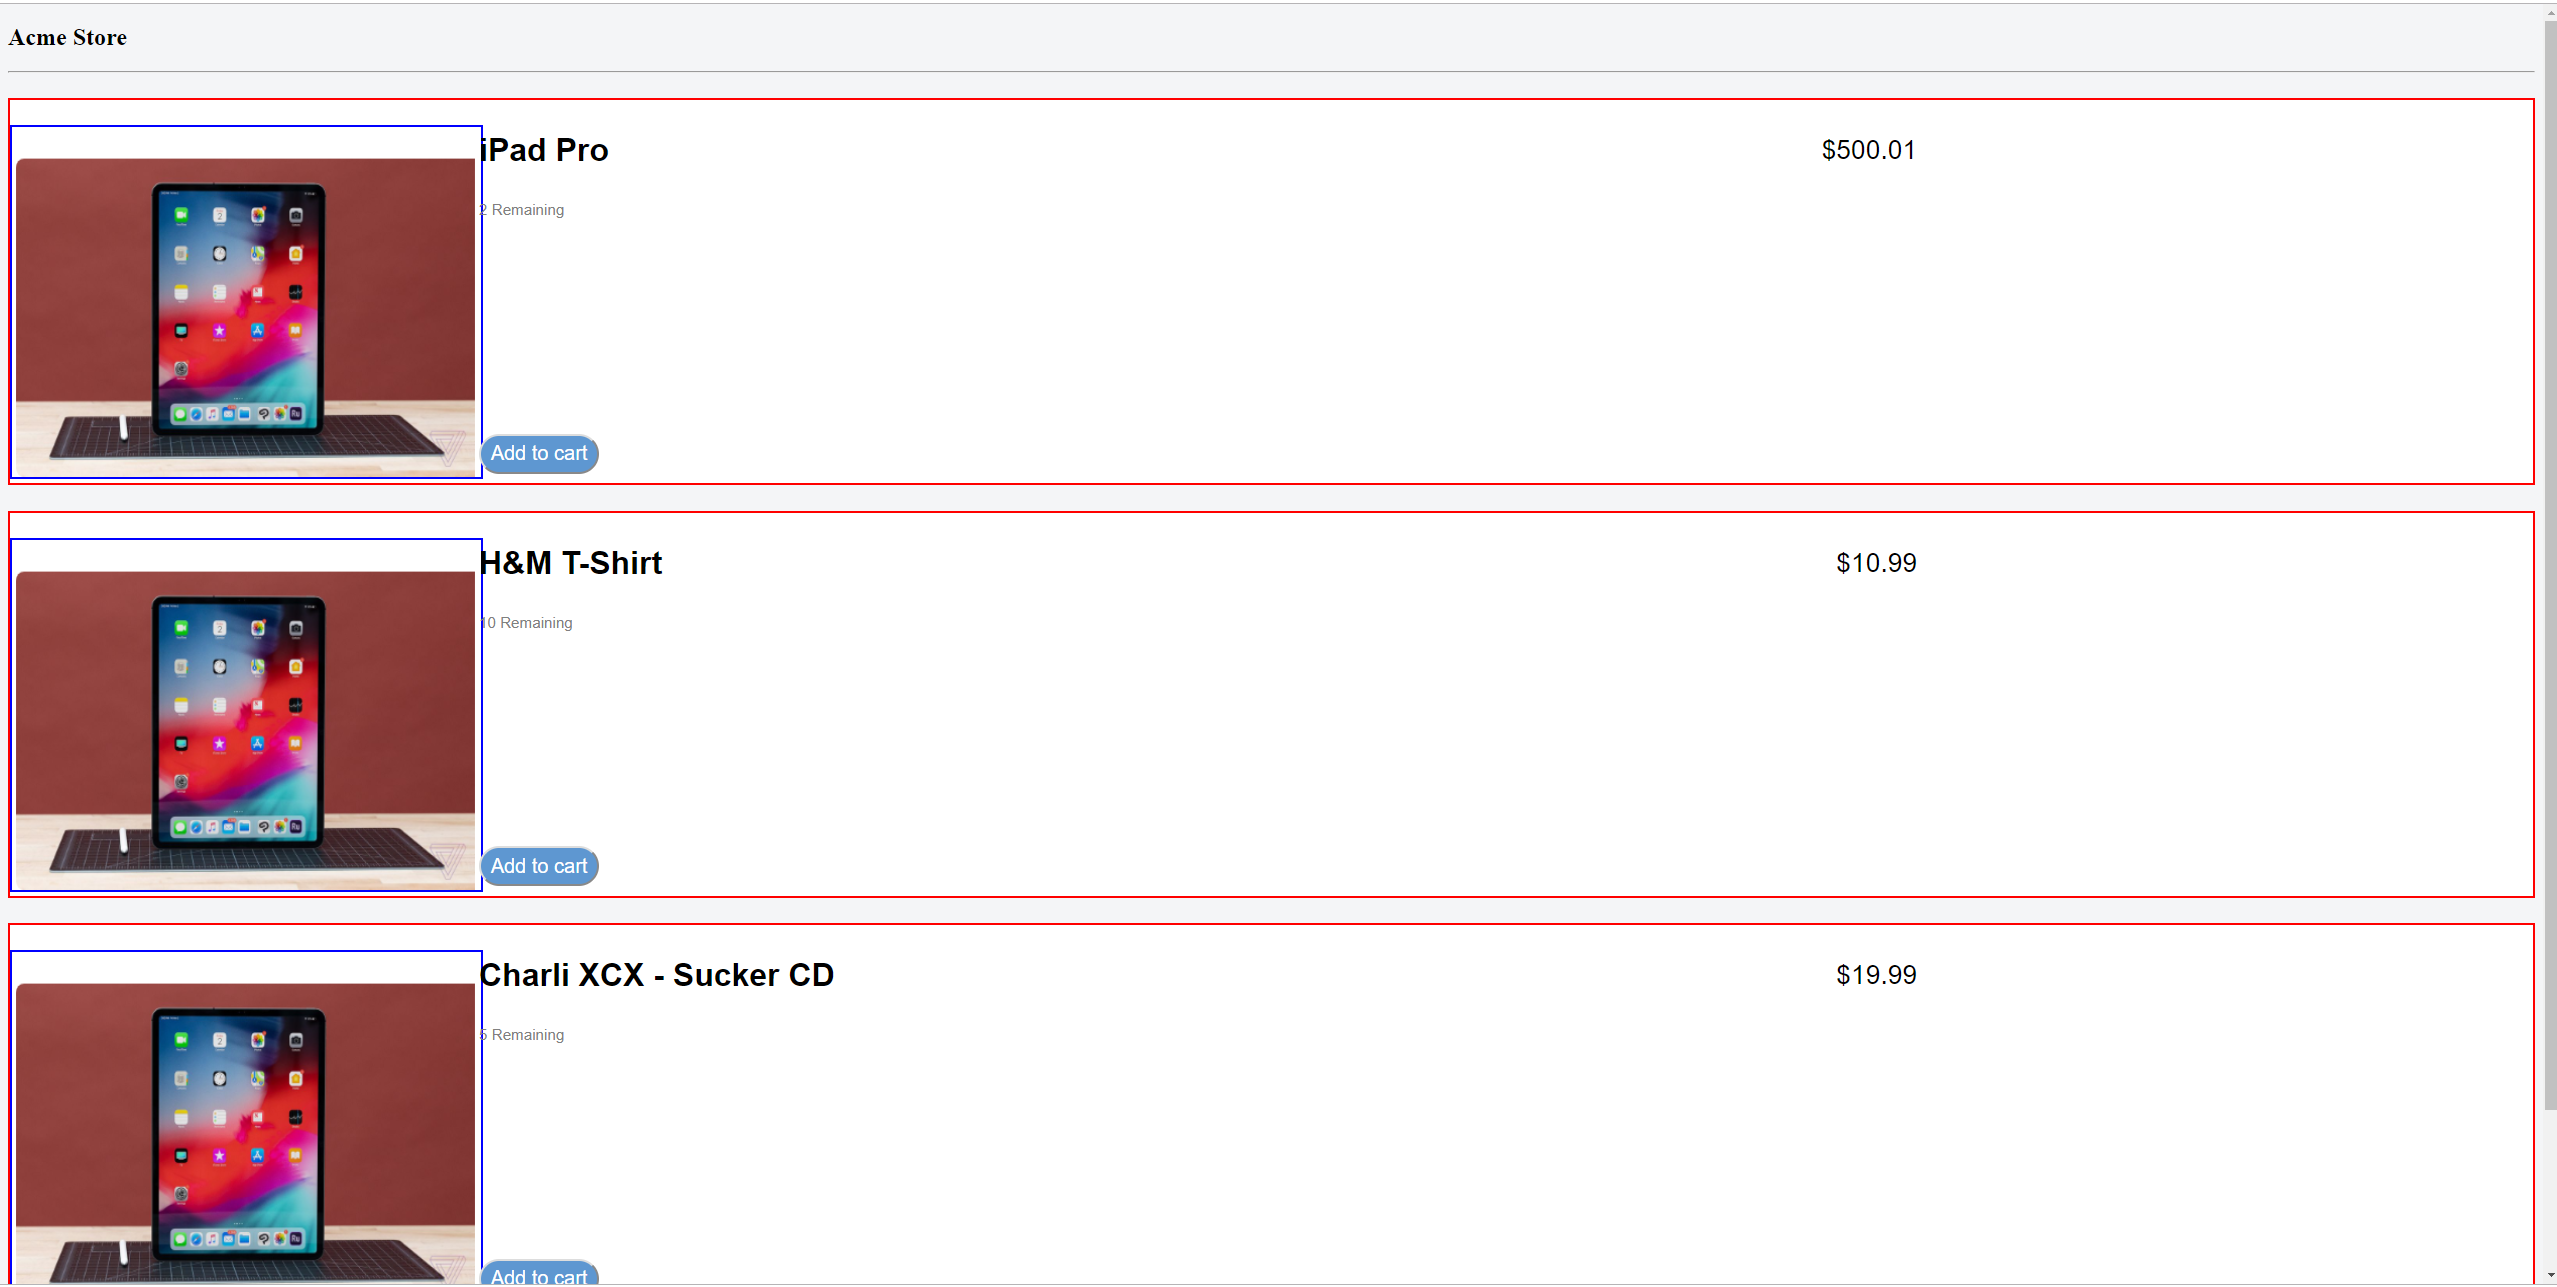 Acme Store
iPad Pro $500.01
2 Remaining
Add to cart
H&M T-Shirt $10.99
10 Remaining
Add to cart
Charli XCX - Sucker CD $19.99
5 Remaining
Add to cart